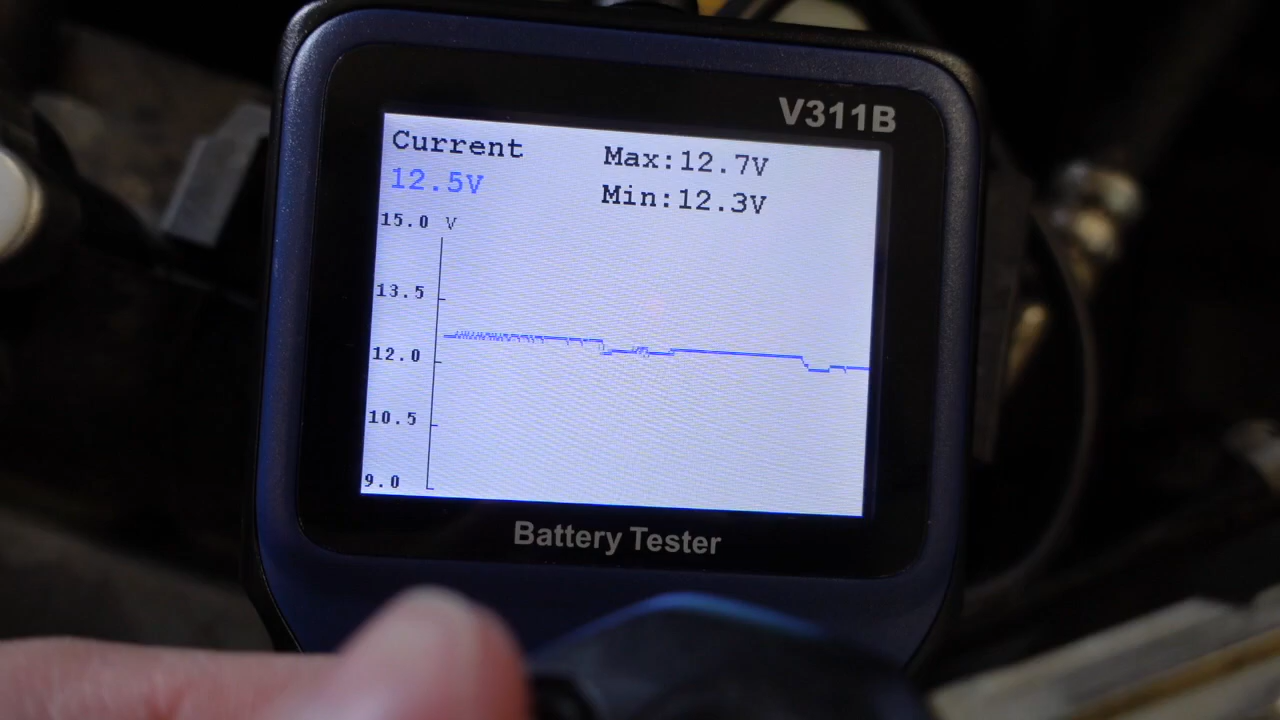 V311B
Current
12.5V
Max:12.7V
Min:12.3V
15.0 V
13.5
12.0
10.5
9.0
Battery Tester